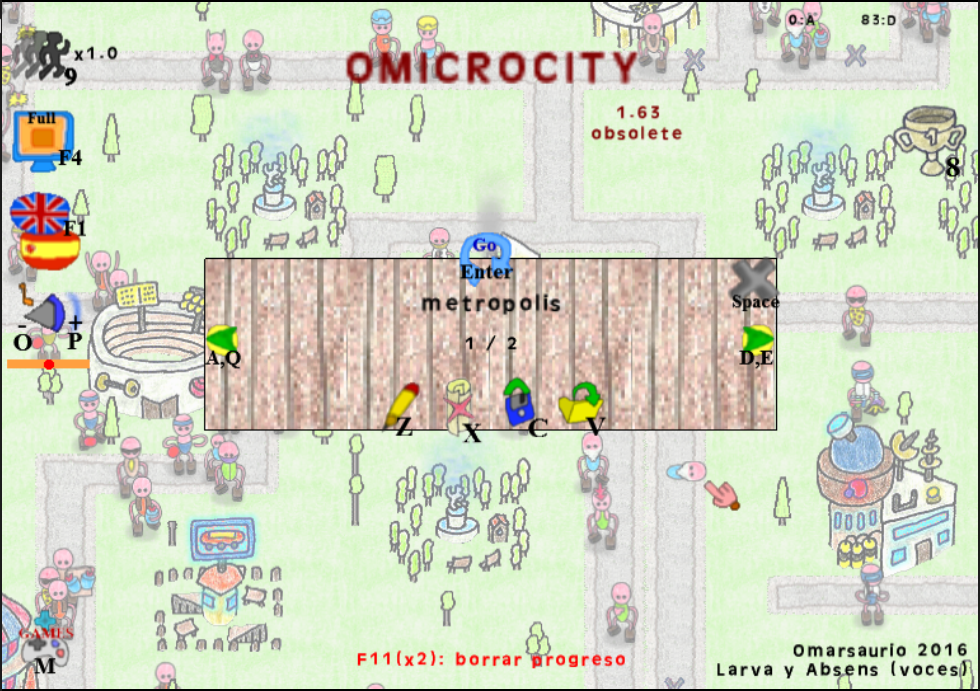 x1.0
9
0:A
83:D
OMICROCITY
1.63
obsolete
Full
F4
1
8
F1
Go
Enter
metropolis
Space
- +
O P
1 / 2
A,Q
D,E
Z
X
C
V
GAMES
M
F11(x2): borrar progreso
Omarsaurio 2016
Larva y Absens (voces)